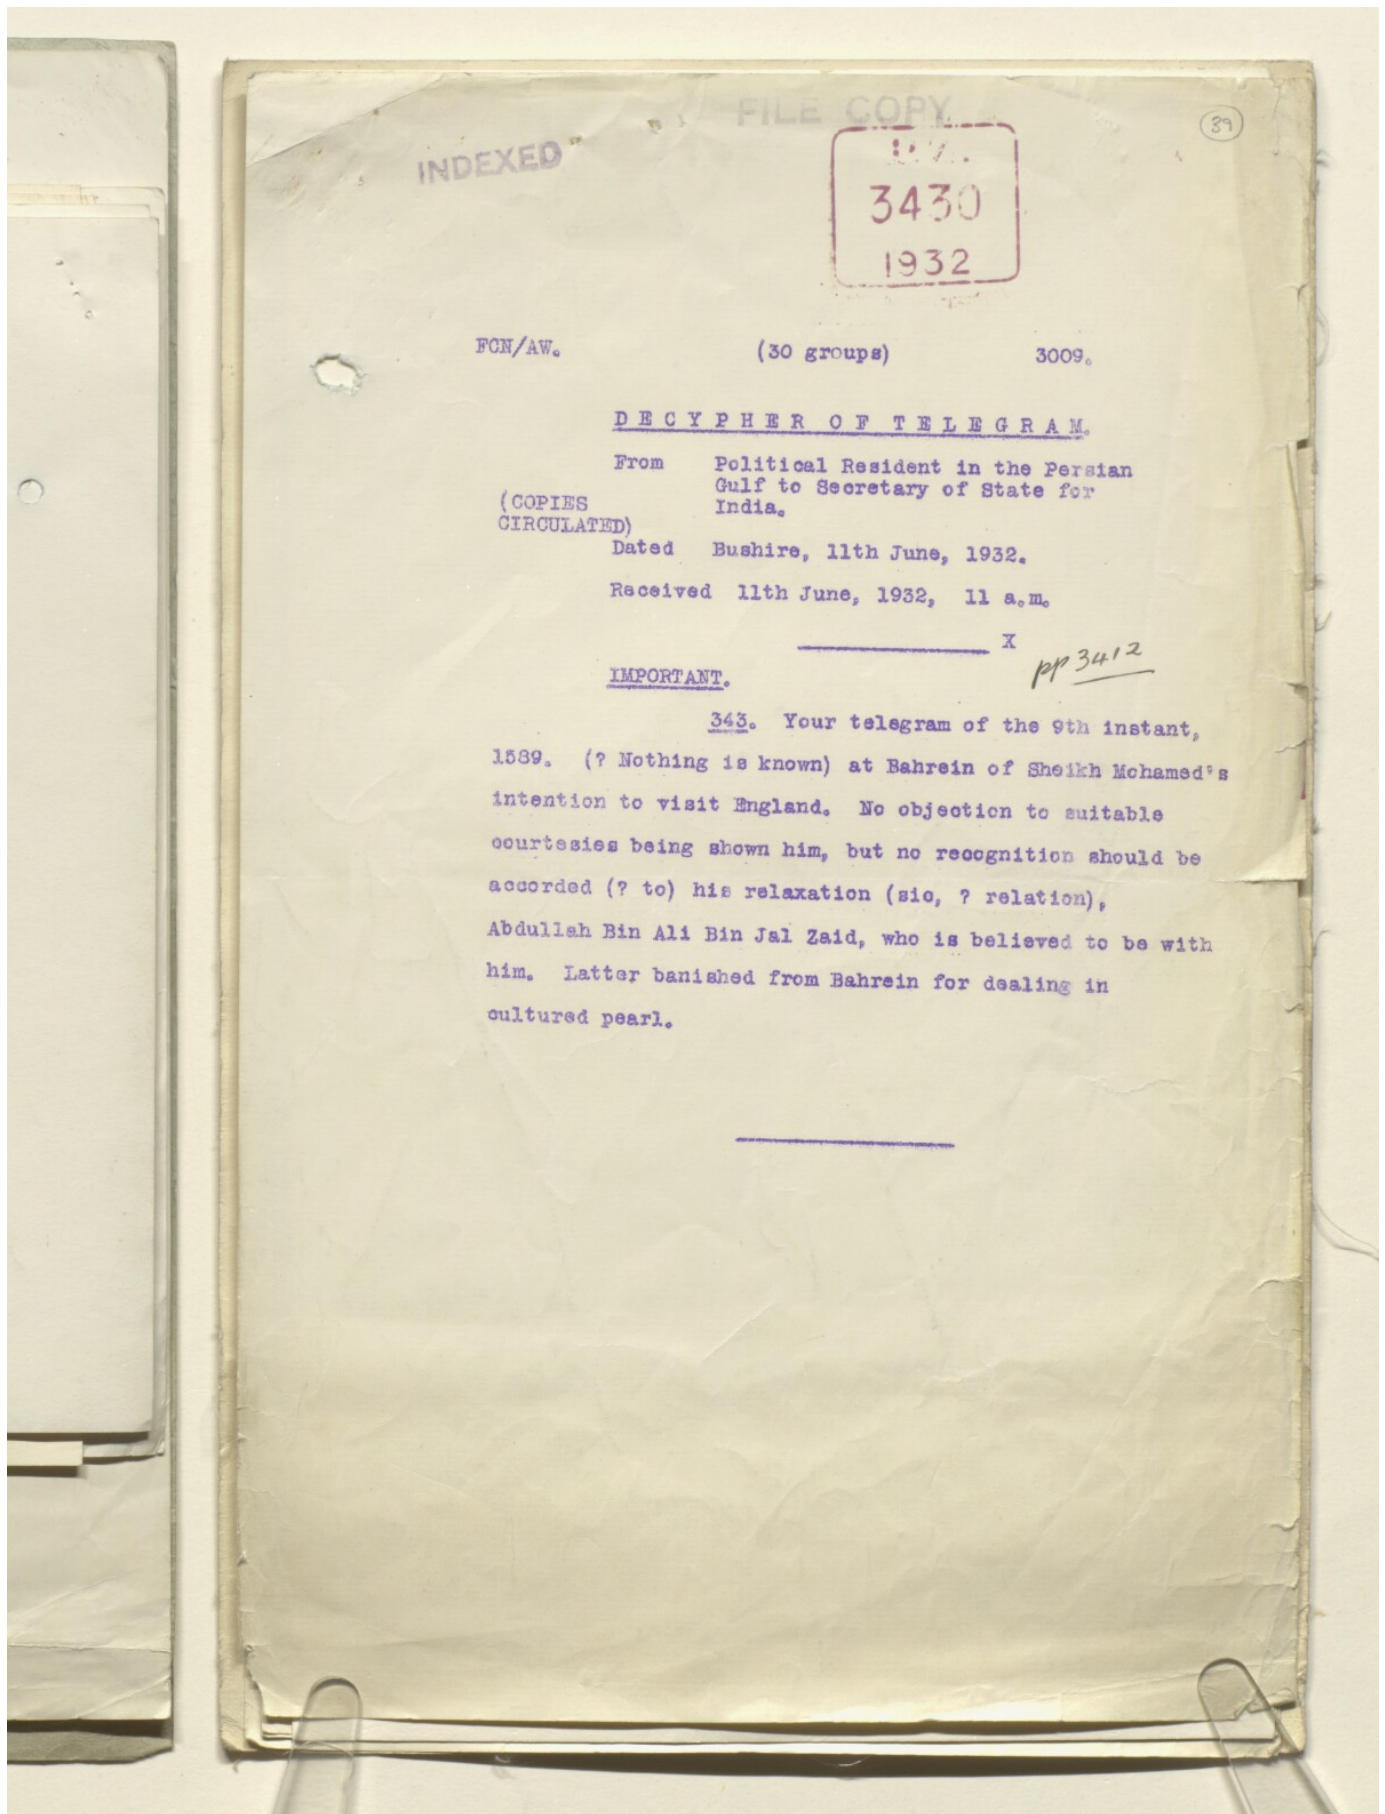 FILE COPY
39
INDEXED
P.Z.
3430
1932
FCN/AW. (30 groups) 3009.
DECYPHER OF TELEGRAM.
From Political Resident in the Persian
Gulf to Secretary of State for
India.
(COPIES
CIRCULATED)
Dated Bushire, 11th June, 1932.
Received 11th June, 1932, 11 a.m.
X
pp 3412
IMPORTANT.
343. Your telegram of the 9th instant,
1589. (? Nothing is known) at Bahrein of Sheikh Mohamed's
intention to visit England. No objection to suitable
courtesies being shown him, but no recognition should be
accorded (? to) his relaxation (sic, ? relation),
Abdullah Bin Ali Bin Jal Zaid, who is believed to be with
him. Latter banished from Bahrein for dealing in
cultured pearl.